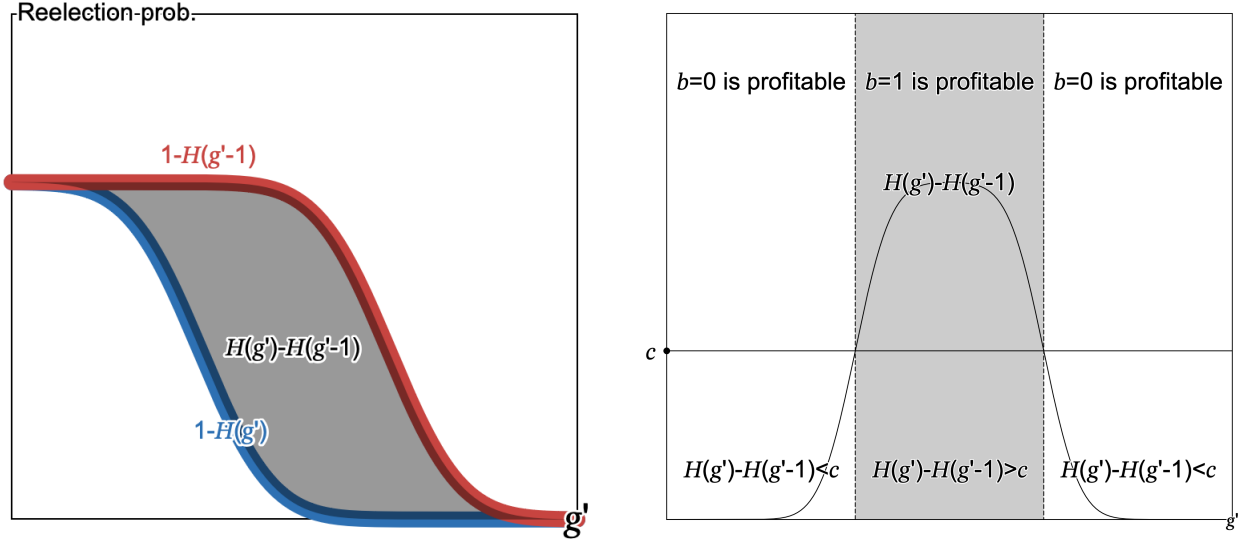 Reelection prob.
1-H(g'-1)
H(g')-H(g'-1)
1-H(g')
g'
b=0 is profitable
b=1 is profitable
b=0 is profitable
H(g')-H(g'-1)
c
H(g')-H(g'-1)<c
H(g')-H(g'-1)>c
H(g')-H(g'-1)<c
g'